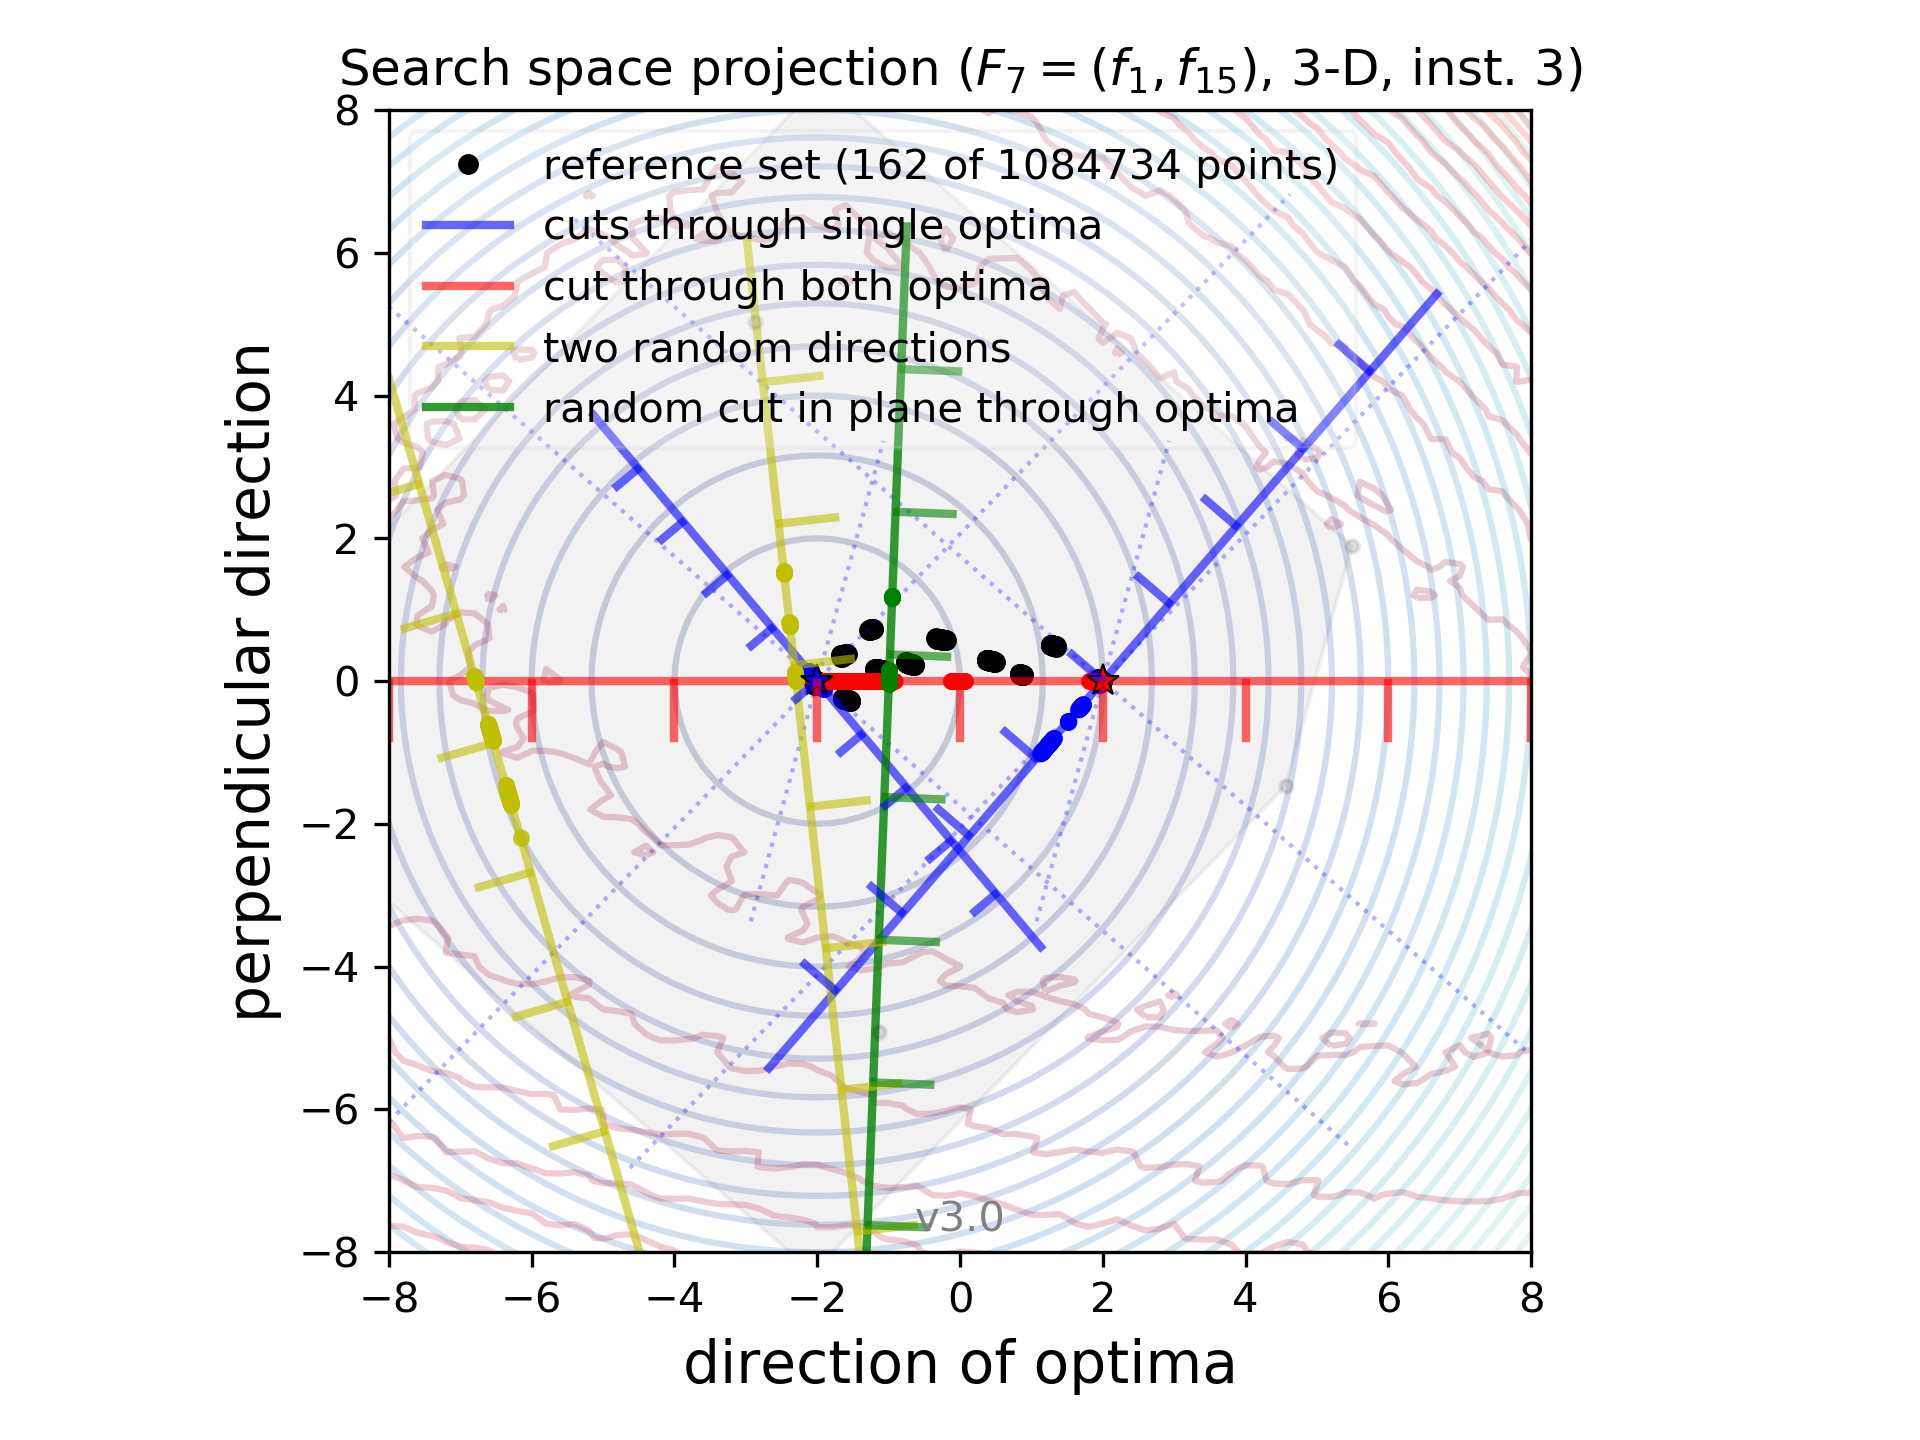 Search space projection (F₇ = (f₁, f₁₅), 3-D, inst. 3)
8
6
4
2
0
−2
−4
−6
−8
perpendicular direction
reference set (162 of 1084734 points)
cuts through single optima
cut through both optima
two random directions
random cut in plane through optima
v3.0
−8 −6 −4 −2 0 2 4 6 8
direction of optima